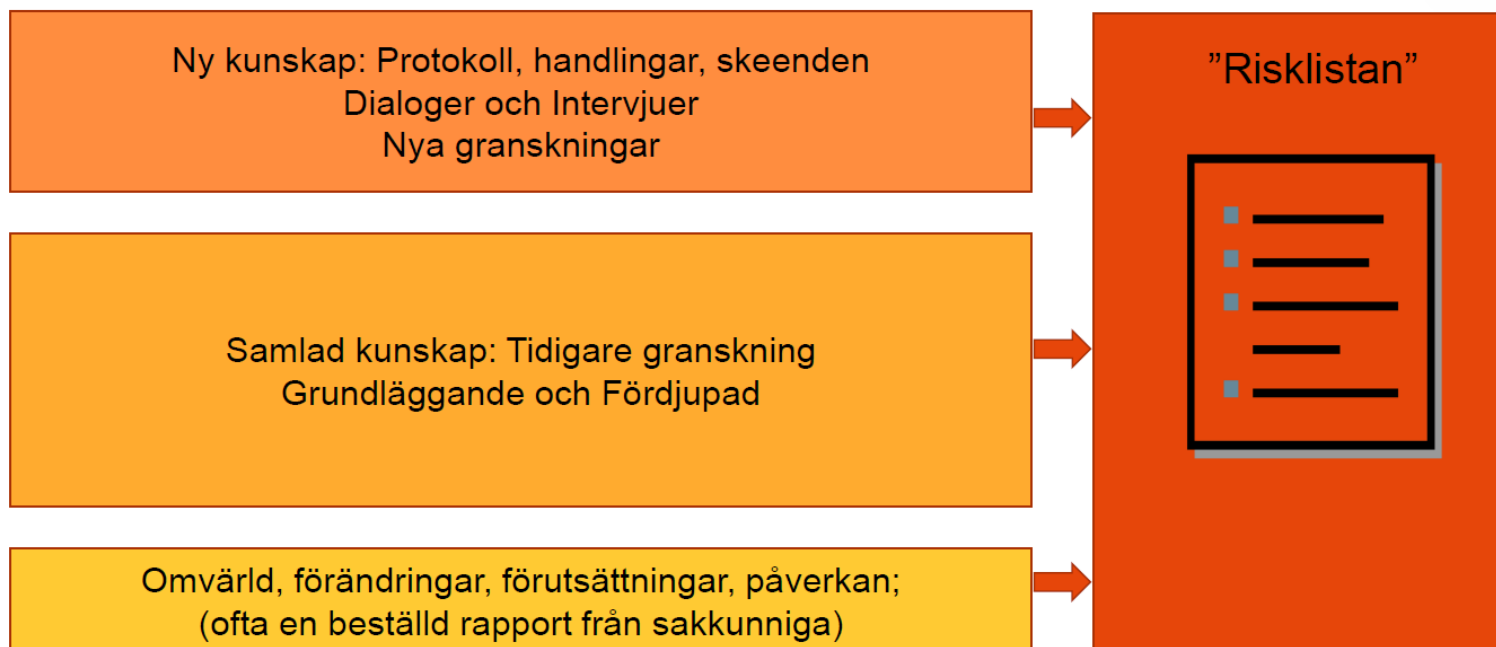 Ny kunskap: Protokoll, handlingar, skeenden
Dialoger och Intervjuer
Nya granskningar
Samlad kunskap: Tidigare granskning
Grundläggande och Fördjupad
Omvärld, förändringar, förutsättningar, påverkan;
(ofta en beställd rapport från sakkunniga)
”Risklistan”